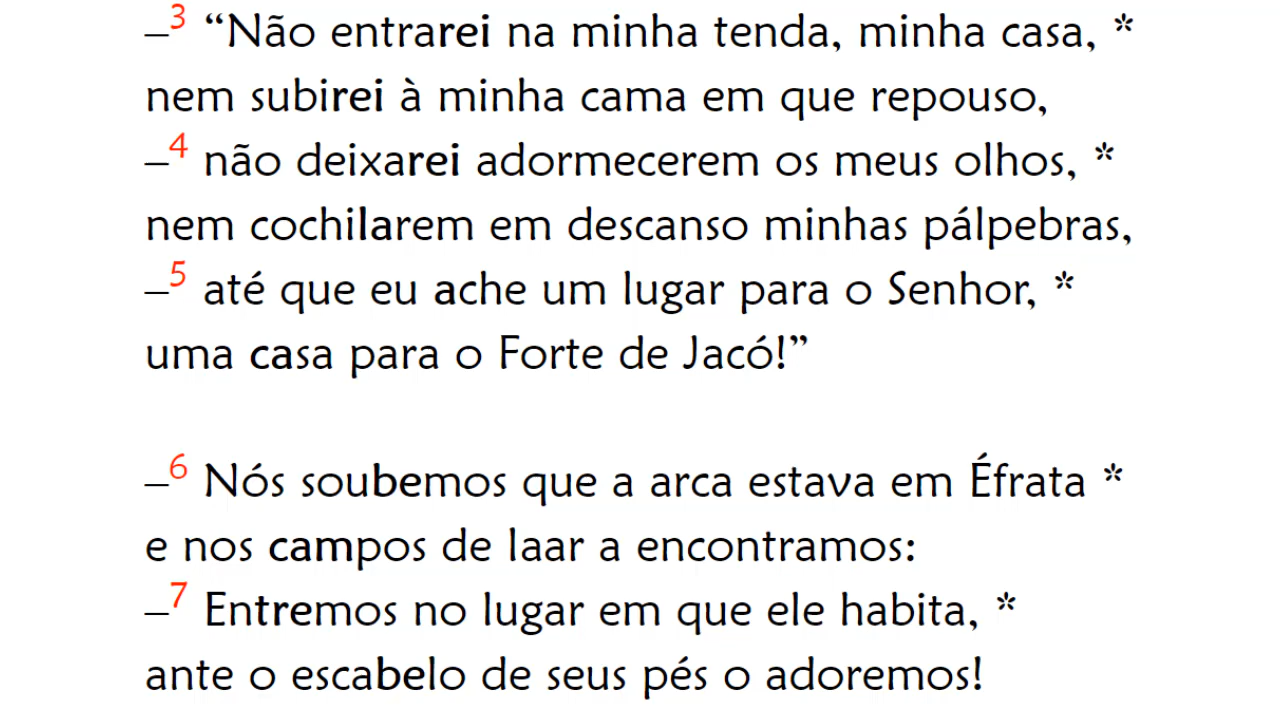 –3 “Não entrarei na minha tenda, minha casa, *
nem subirei à minha cama em que repouso,
–4 não deixarei adormecerem os meus olhos, *
nem cochilarem em descanso minhas pálpebras,
–5 até que eu ache um lugar para o Senhor, *
uma casa para o Forte de Jacó!”
–6 Nós soubemos que a arca estava em Éfrata *
e nos campos de Iaar a encontramos:
–7 Entremos no lugar em que ele habita, *
ante o escabelo de seus pés o adoremos!